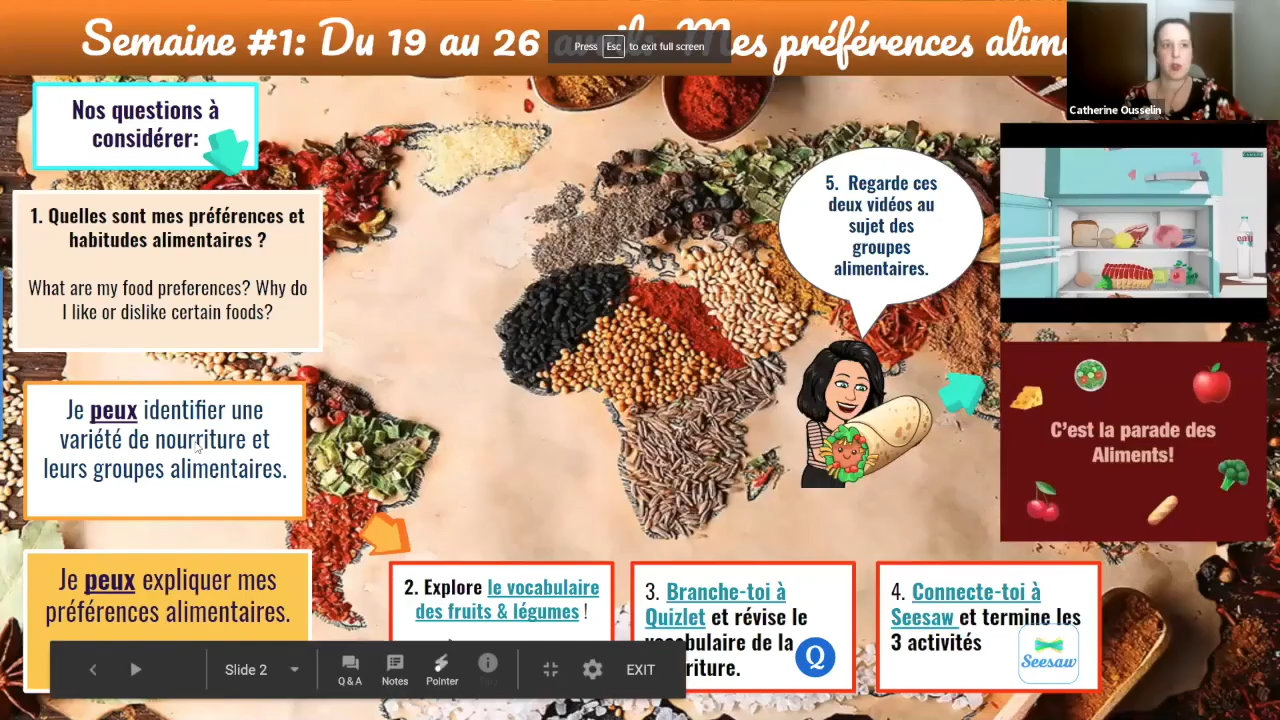 Semaine #1: Du 19 au 26 avril: Mes préférences alim
Press Esc to exit full screen
Catherine Ousselin
Nos questions à
considérer:
1. Quelles sont mes préférences et
habitudes alimentaires ?
What are my food preferences? Why do
I like or dislike certain foods?
Je peux identifier une
variété de nourriture et
leurs groupes alimentaires.
Je peux expliquer mes
préférences alimentaires.
2. Explore le vocabulaire
des fruits & légumes !
3. Branche-toi à
Quizlet et révise le
vocabulaire de la
riture.
Q
4. Connecte-toi à
Seesaw et termine les
3 activités
Seesaw
5. Regarde ces
deux vidéos au
sujet des
groupes
alimentaires.
C'est la parade des
Aliments!
Slide 2
Q & A
Notes
Pointer
EXIT